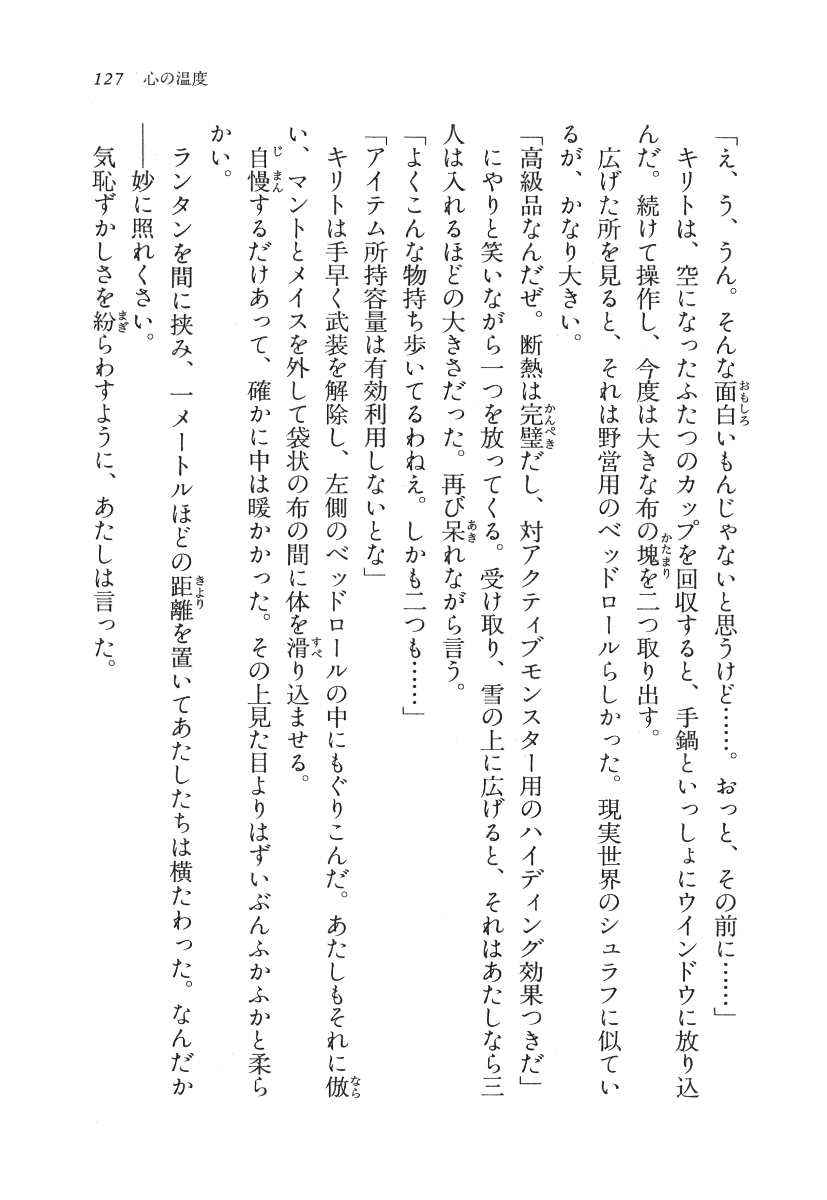 127 心の温度
「え、う、うん。そんな面白いもんじゃないと思うけど……。おっと、その前に……」
キリトは、空になったふたつのカップを回収すると、手鍋といっしょにウインドウに放り込
んだ。続けて操作し、今度は大きな布の塊を二つ取り出す。
広げた所を見ると、それは野営用のベッドロールらしかった。現実世界のシュラフに似てい
るが、かなり大きい。
「高級品なんだぜ。断熱は完璧だし、対アクティブモンスター用のハイディング効果つきだ」
にやりと笑いながら一つを放ってくる。受け取り、雪の上に広げると、それはあたしなら三
人は入れるほどの大きさだった。再び呆れながら言う。
「よくこんな物持ち歩いてるわねえ。しかも二つも……」
「アイテム所持容量は有効利用しないとな」
キリトは手早く武装を解除し、左側のベッドロールの中にもぐりこんだ。あたしもそれに倣
い、マントとメイスを外して袋状の布の間に体を滑り込ませる。
自慢するだけあって、確かに中は暖かかった。その上見た目よりはずいぶんふかふかと柔ら
かい。
ランタンを間に挟み、一メートルほどの距離を置いてあたしたちは横たわった。なんだか
――妙に照れくさい。
気恥ずかしさを紛らわすように、あたしは言った。